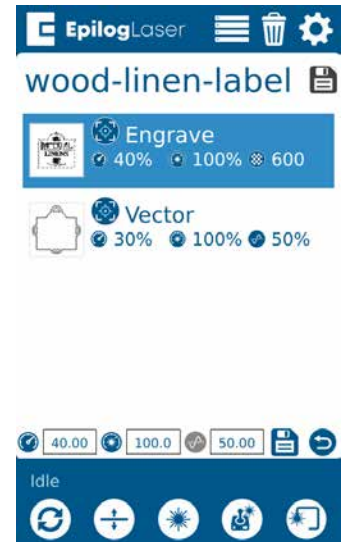 EpilogLaser
wood-linen-label
Engrave
40% 100% 600
Vector
30% 100% 50%
40.00 100.0 50.00
Idle